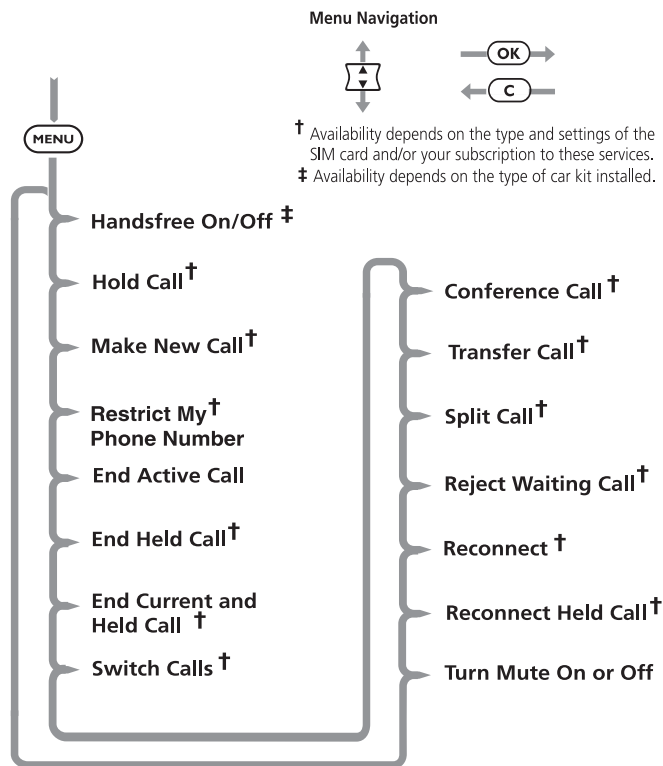 Menu Navigation
OK
C
MENU
† Availability depends on the type and settings of the
SIM card and/or your subscription to these services.
‡ Availability depends on the type of car kit installed.
Handsfree On/Off ‡
Hold Call†
Make New Call†
Restrict My†
Phone Number
End Active Call
End Held Call†
End Current and
Held Call †
Switch Calls†
Conference Call†
Transfer Call†
Split Call†
Reject Waiting Call†
Reconnect †
Reconnect Held Call†
Turn Mute On or Off